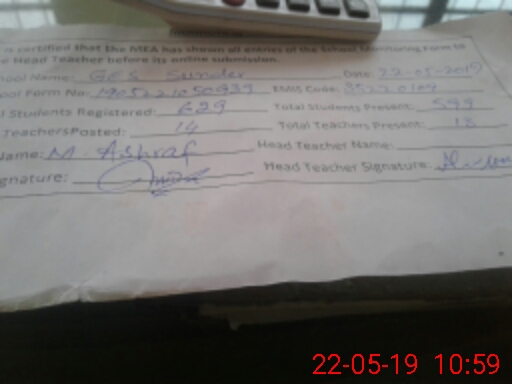 is certified that the MEA has shown all entries of the School Monitoring Form to
Head Teacher before its online submission.
School Name: GES Sunder Date: 22-05-2019
School Form No: EMIS Code:
Students Registered: 629 Total Students Present: 599
Teachers Posted: 14 Total Teachers Present: 13
Name: M. Ashraf Head Teacher Name:
Signature: Head Teacher Signature:
22-05-19 10:59